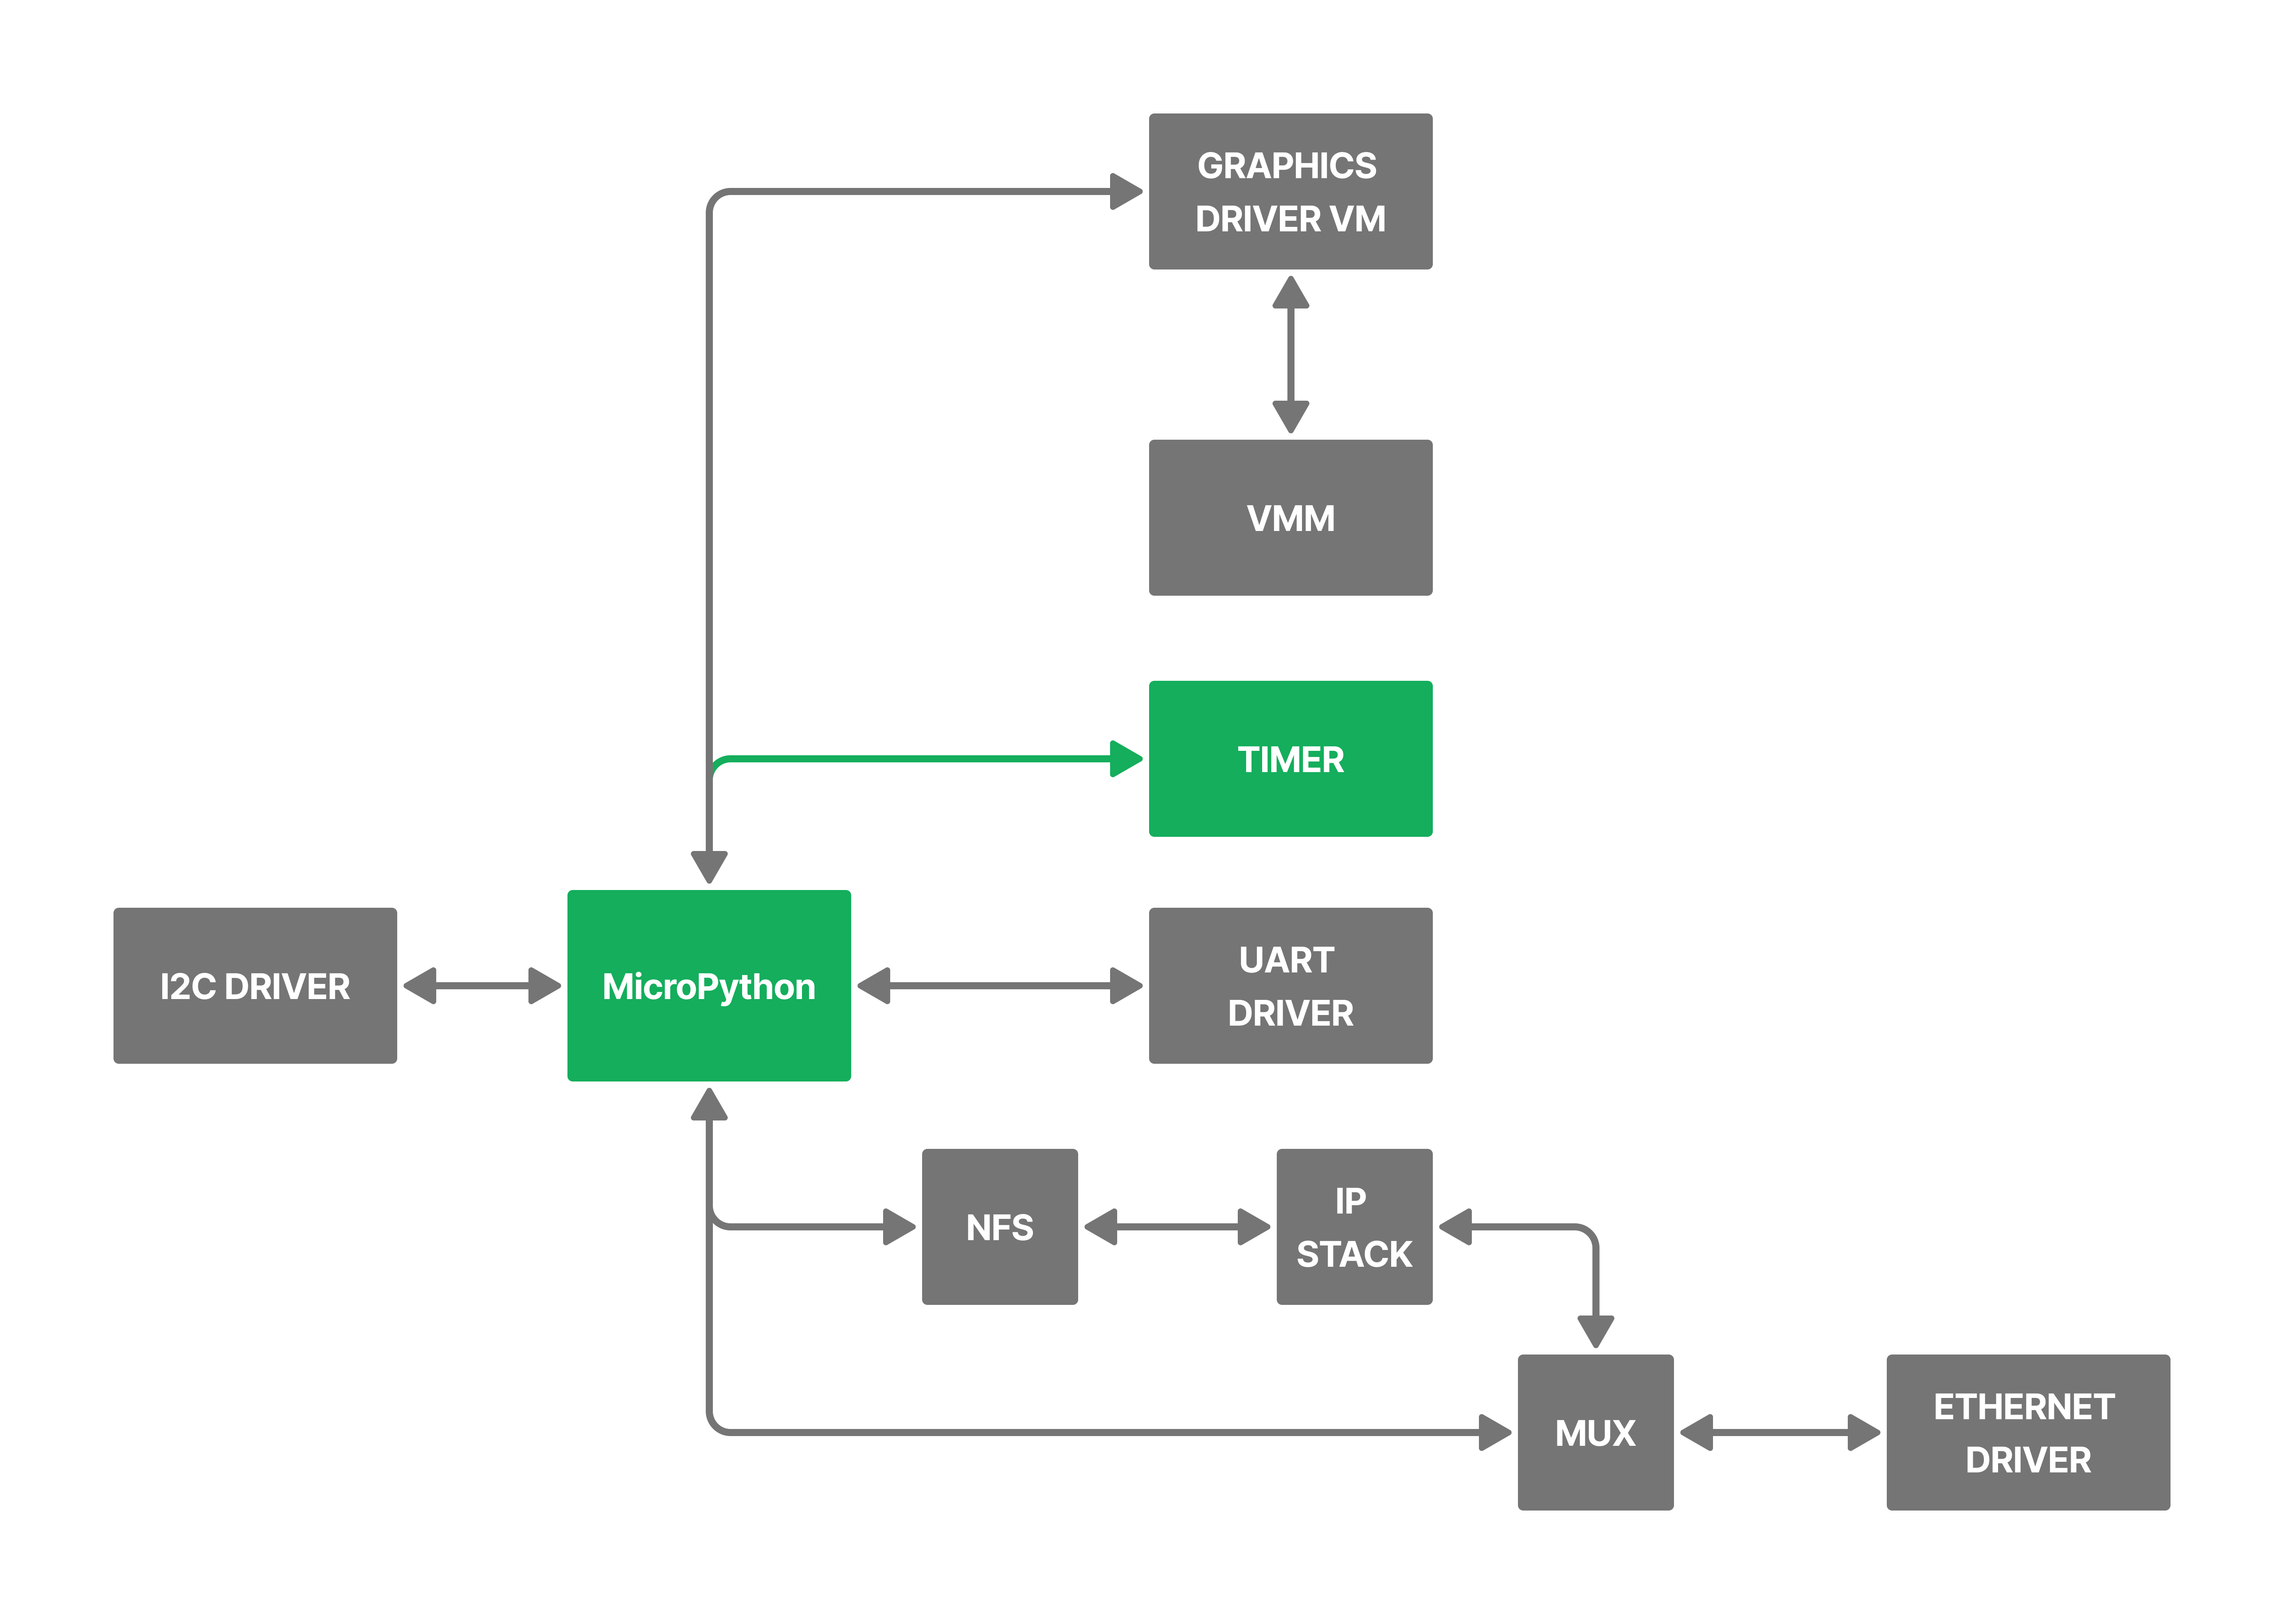 GRAPHICS
DRIVER VM
VMM
TIMER
I2C DRIVER
MicroPython
UART
DRIVER
NFS
IP
STACK
MUX
ETHERNET
DRIVER